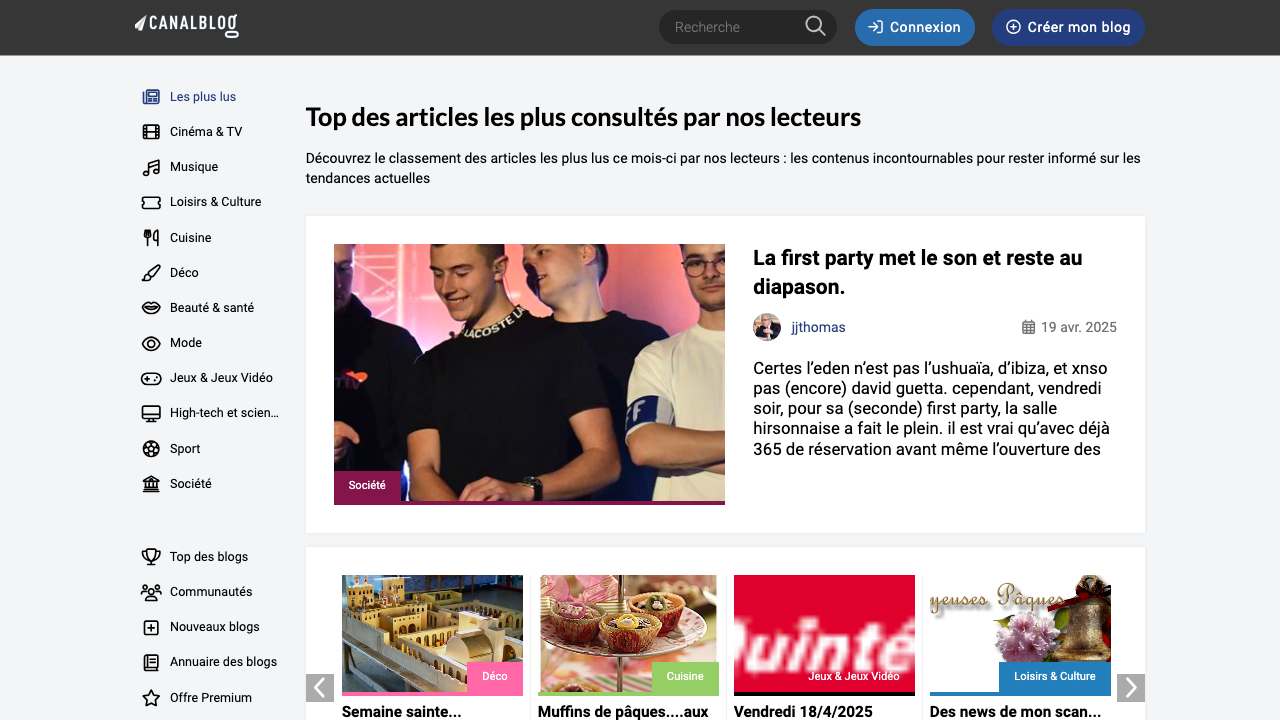 CANALBLOG
Recherche
Connexion
Créer mon blog
Les plus lus
Cinéma & TV
Musique
Loisirs & Culture
Cuisine
Déco
Beauté & santé
Mode
Jeux & Jeux Vidéo
High-tech et scien...
Sport
Société
Top des blogs
Communautés
Nouveaux blogs
Annuaire des blogs
Offre Premium
Top des articles les plus consultés par nos lecteurs
Découvrez le classement des articles les plus lus ce mois-ci par nos lecteurs : les contenus incontournables pour rester informé sur les
tendances actuelles
LACOSTE
Société
La first party met le son et reste au
diapason.
jjthomas
19 avr. 2025
Certes l’eden n’est pas l’ushuaïa, d’ibiza, et xnso
pas (encore) david guetta. cependant, vendredi
soir, pour sa (seconde) first party, la salle
hirsonnaise a fait le plein. il est vrai qu’avec déjà
365 de réservation avant même l’ouverture des
Déco
Semaine sainte...
Cuisine
Muffins de pâques....aux
Quinté
Jeux & Jeux Vidéo
Vendredi 18/4/2025
yeuses Pâques
Loisirs & Culture
Des news de mon scan...